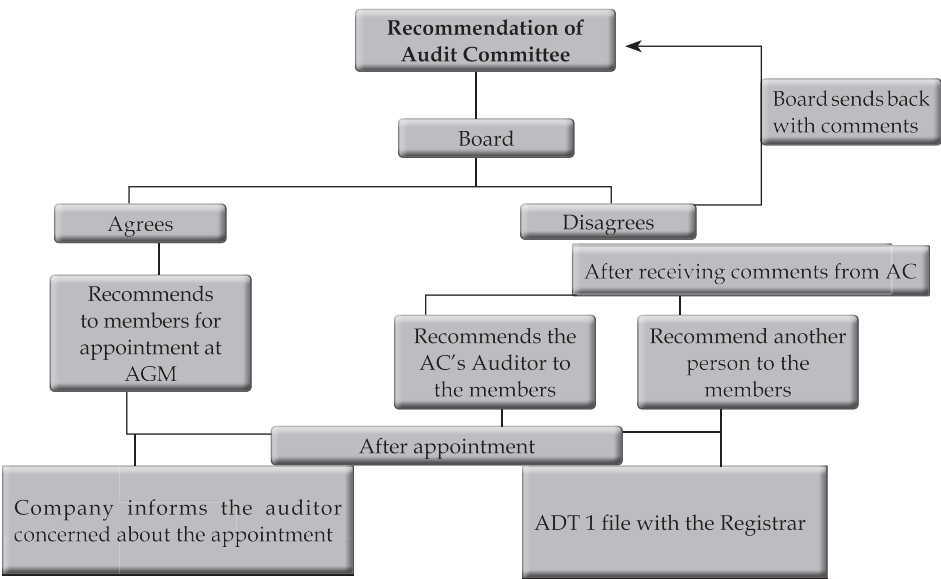 Recommendation of
Audit Committee
Board sends back
with comments
Board
Agrees
Disagrees
After receiving comments from AC
Recommends
to members for
appointment at
AGM
Recommends the
AC's Auditor to
the members
Recommend another
person to the
members
After appointment
Company informs the auditor
concerned about the appointment
ADT 1 file with the Registrar